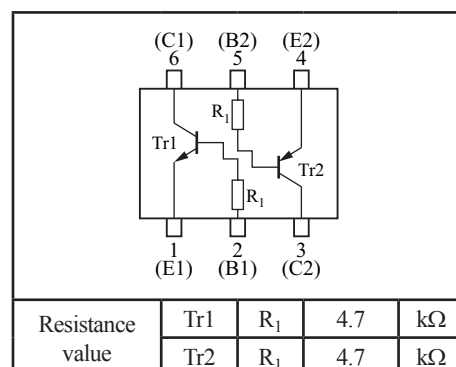 (C1) (B2) (E2)
6 5 4
R1
Tr1
Tr2
R1
1 2 3
(E1) (B1) (C2)
Resistance value Tr1 R1 4.7 kΩ
Tr2 R1 4.7 kΩ